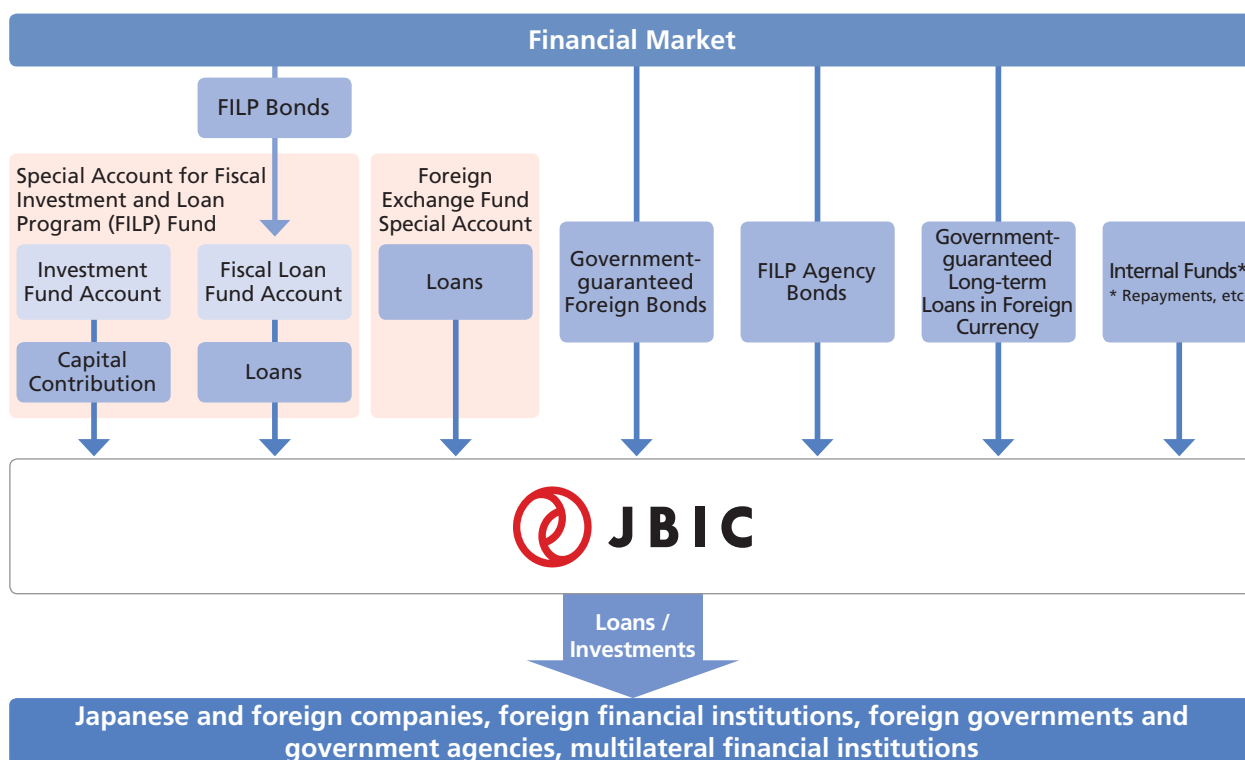 Financial Market
FILP Bonds
Special Account for Fiscal
Investment and Loan
Program (FILP) Fund
Investment
Fund Account
Capital
Contribution
Fiscal Loan
Fund Account
Loans
Foreign
Exchange Fund
Special Account
Loans
Government-
guaranteed
Foreign Bonds
FILP Agency
Bonds
Government-
guaranteed
Long-term
Loans in Foreign
Currency
Internal Funds*
* Repayments, etc
JBIC
Loans /
Investments
Japanese and foreign companies, foreign financial institutions, foreign governments and
government agencies, multilateral financial institutions